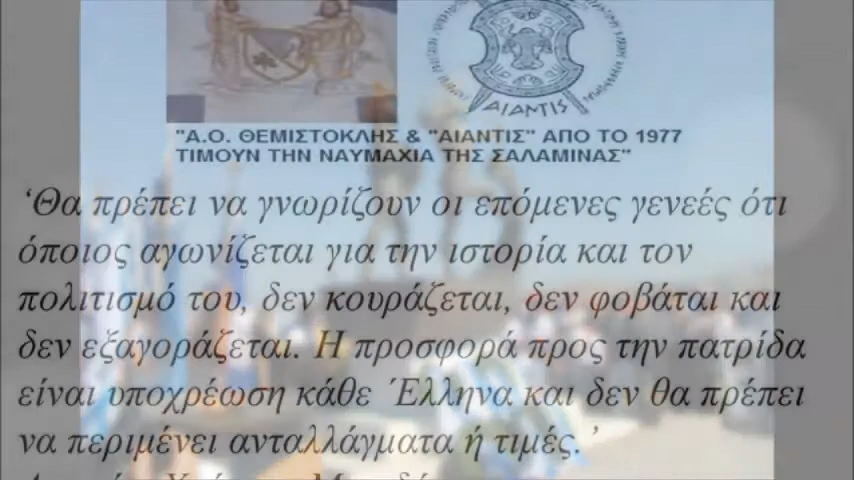 ΑΙΑΝΤΙΣ
"Α.Ο. ΘΕΜΙΣΤΟΚΛΗΣ & "ΑΙΑΝΤΙΣ" ΑΠΟ ΤΟ 1977
ΤΙΜΟΥΝ ΤΗΝ ΝΑΥΜΑΧΙΑ ΤΗΣ ΣΑΛΑΜΙΝΑΣ"
‘Θα πρέπει να γνωρίζουν οι επόμενες γενεές ότι
όποιος αγωνίζεται για την ιστορία και τον
πολιτισμό του, δεν κουράζεται, δεν φοβάται και
δεν εξαγοράζεται. Η προσφορά προς την πατρίδα
είναι υποχρέωση κάθε ΄Ελληνα και δεν θα πρέπει
να περιμένει ανταλλάγματα ή τιμές.’